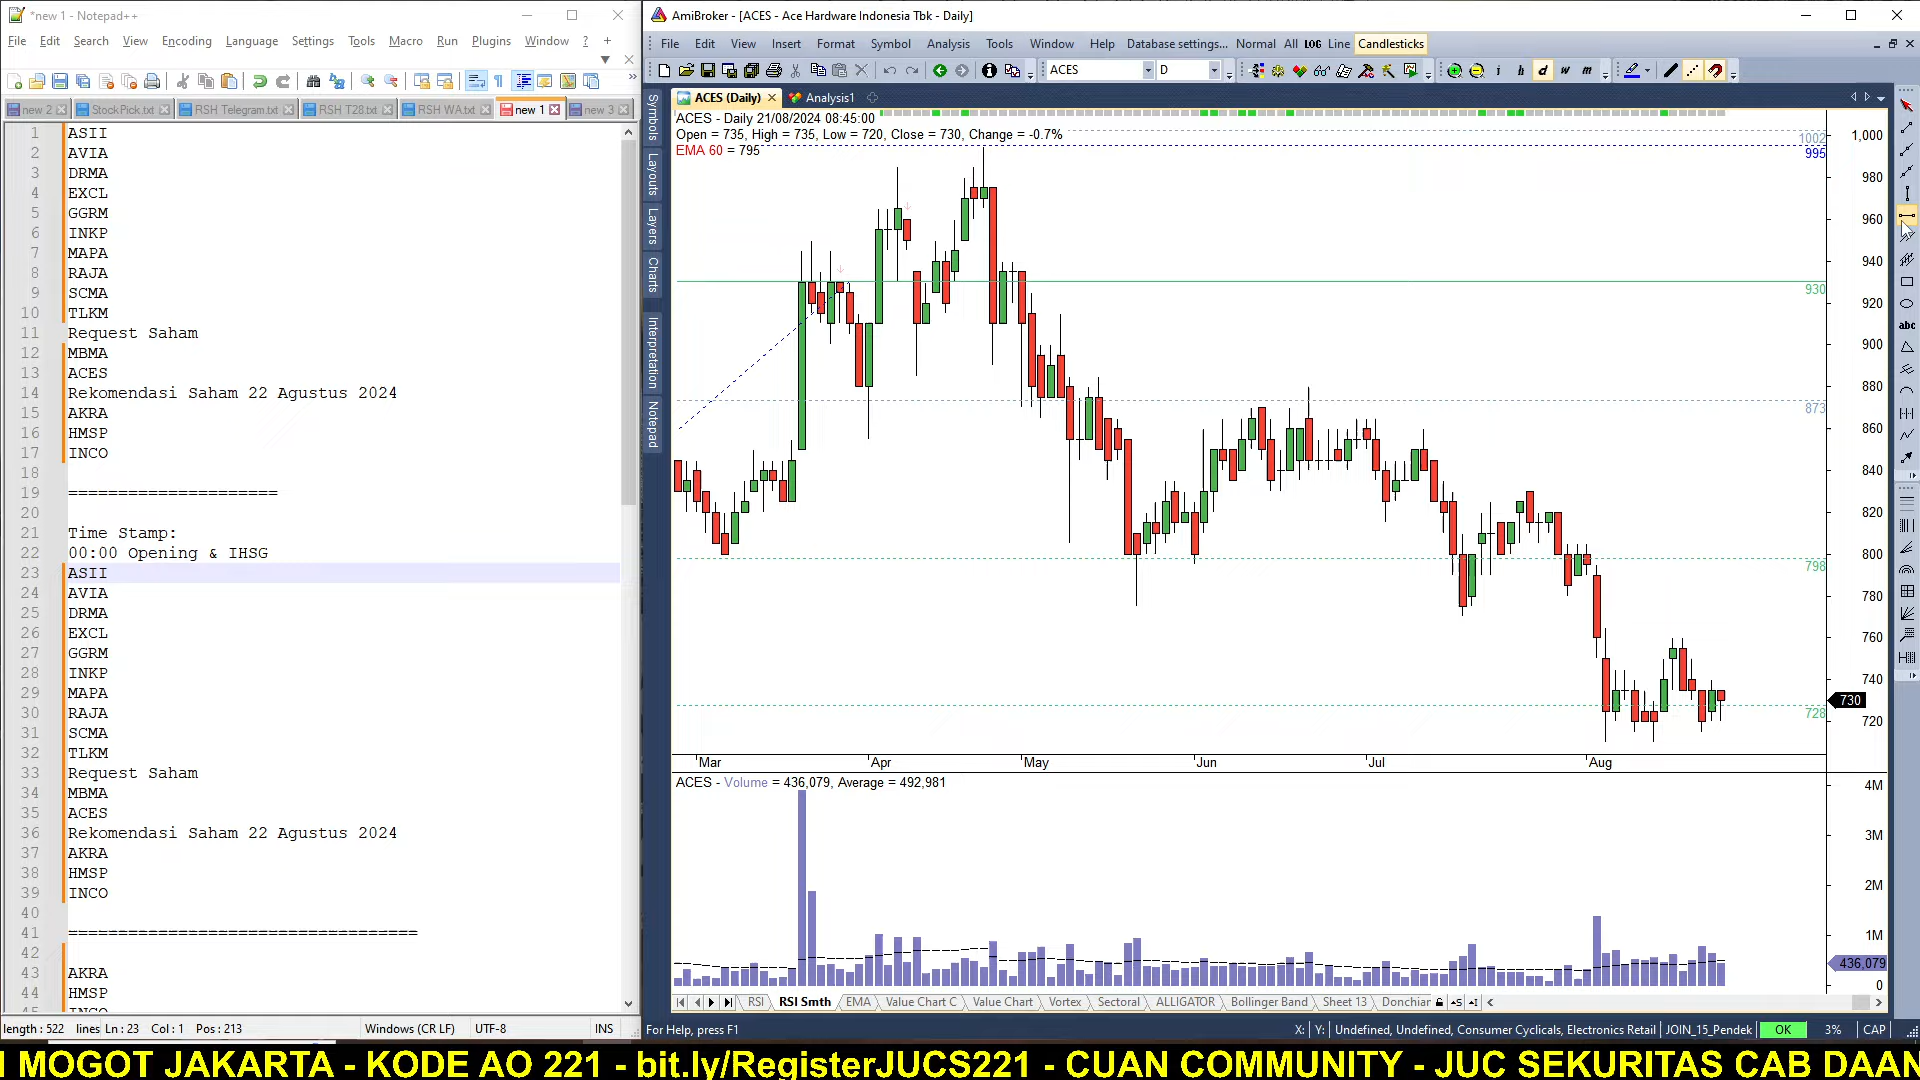 *new 1 - Notepad++
File Edit Search View Encoding Language Settings Tools Macro Run Plugins Window ?
new 2 StockPick.txt RSH Telegram.txt RSH T28.txt RSH WA.txt new 1 new 3
1 ASII
2 AVIA
3 DRMA
4 EXCL
5 GGRM
6 INKP
7 MAPA
8 RAJA
9 SCMA
10 TLKM
11 Request Saham
12 MBMA
13 ACES
14 Rekomendasi Saham 22 Agustus 2024
15 AKRA
16 HMSP
17 INCO
18
19 =====================
20
21 Time Stamp:
22 00:00 Opening & IHSG
23 ASII
24 AVIA
25 DRMA
26 EXCL
27 GGRM
28 INKP
29 MAPA
30 RAJA
31 SCMA
32 TLKM
33 Request Saham
34 MBMA
35 ACES
36 Rekomendasi Saham 22 Agustus 2024
37 AKRA
38 HMSP
39 INCO
40
41 ===================================
42
43 AKRA
44 HMSP
length : 522 lines Ln : 23 Col : 1 Pos : 213 Windows (CR LF) UTF-8 INS
AmiBroker - [ACES - Ace Hardware Indonesia Tbk - Daily]
File Edit View Insert Format Symbol Analysis Tools Window Help Database settings... Normal All LOG Line Candlesticks
ACES D i h d w m
ACES (Daily) Analysis1
Symbols
Layouts
Layers
Charts
Interpretation
Notepad
ACES - Daily 21/08/2024 08:45:00
Open = 735, High = 735, Low = 720, Close = 730, Change = -0.7%
EMA 60 = 795
1002
995
930
873
798
728
1,000
980
960
940
920
900
880
860
840
820
800
780
760
740
730
720
abc
Mar Apr May Jun Jul Aug
ACES - Volume = 436,079, Average = 492,981
4M
3M
2M
1M
436,079
0
RSI RSI Smth EMA Value Chart C Value Chart Vortex Sectoral ALLIGATOR Bollinger Band Sheet 13 Donchian
For Help, press F1 X: Y: Undefined, Undefined, Consumer Cyclicals, Electronics Retail JOIN_15_Pendek OK 3% CAP
MOGOT JAKARTA - KODE AO 221 - bit.ly/RegisterJUCS221 - CUAN COMMUNITY - JUC SEKURITAS CAB DAAN